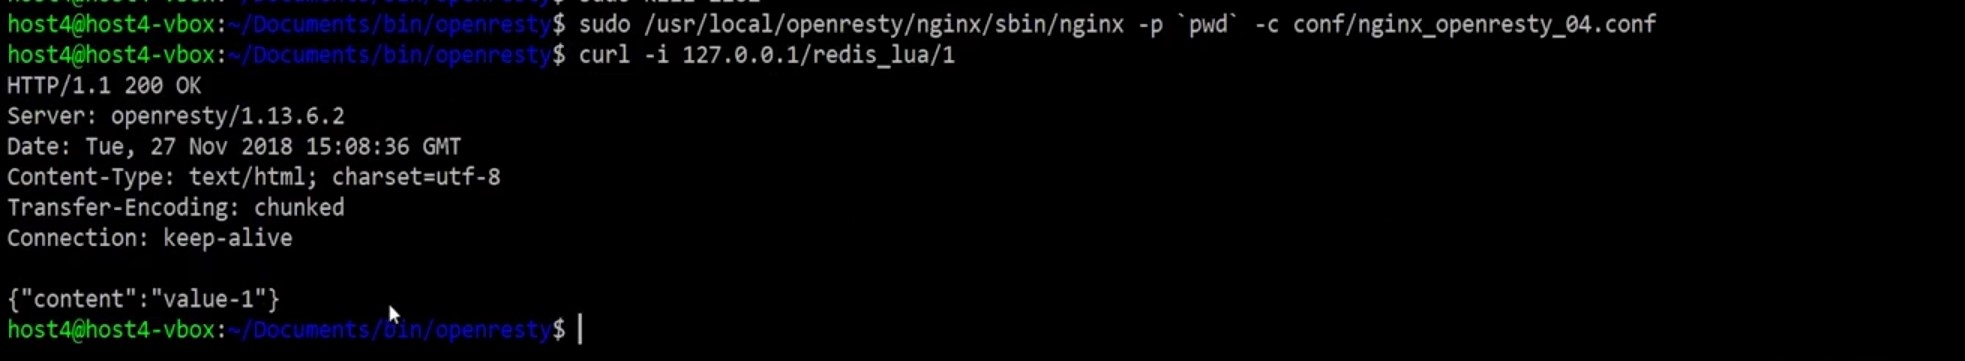 host4@host4-vbox:~/Documents/bin/openresty$ sudo /usr/local/openresty/nginx/sbin/nginx -p `pwd` -c conf/nginx_openresty_04.conf
host4@host4-vbox:~/Documents/bin/openresty$ curl -i 127.0.0.1/redis_lua/1
HTTP/1.1 200 OK
Server: openresty/1.13.6.2
Date: Tue, 27 Nov 2018 15:08:36 GMT
Content-Type: text/html; charset=utf-8
Transfer-Encoding: chunked
Connection: keep-alive
{"content":"value-1"}
host4@host4-vbox:~/Documents/bin/openresty$